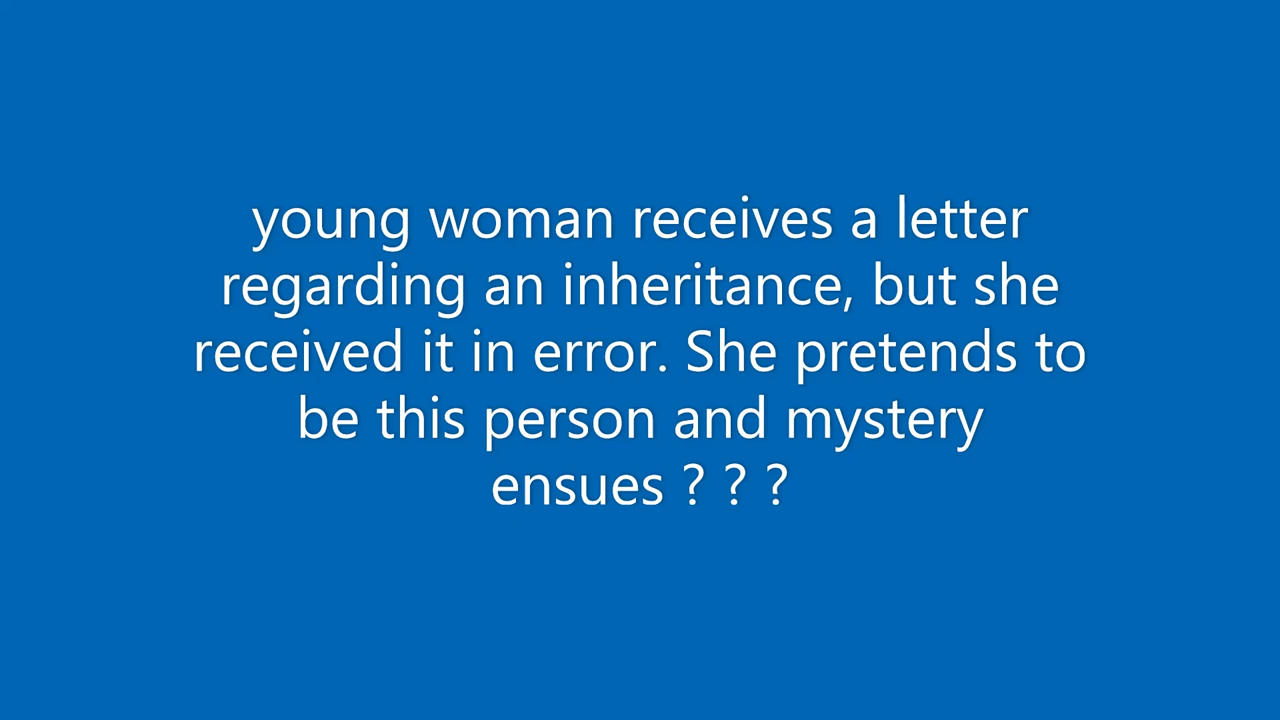 young woman receives a letter
regarding an inheritance, but she
received it in error. She pretends to
be this person and mystery
ensues ? ? ?